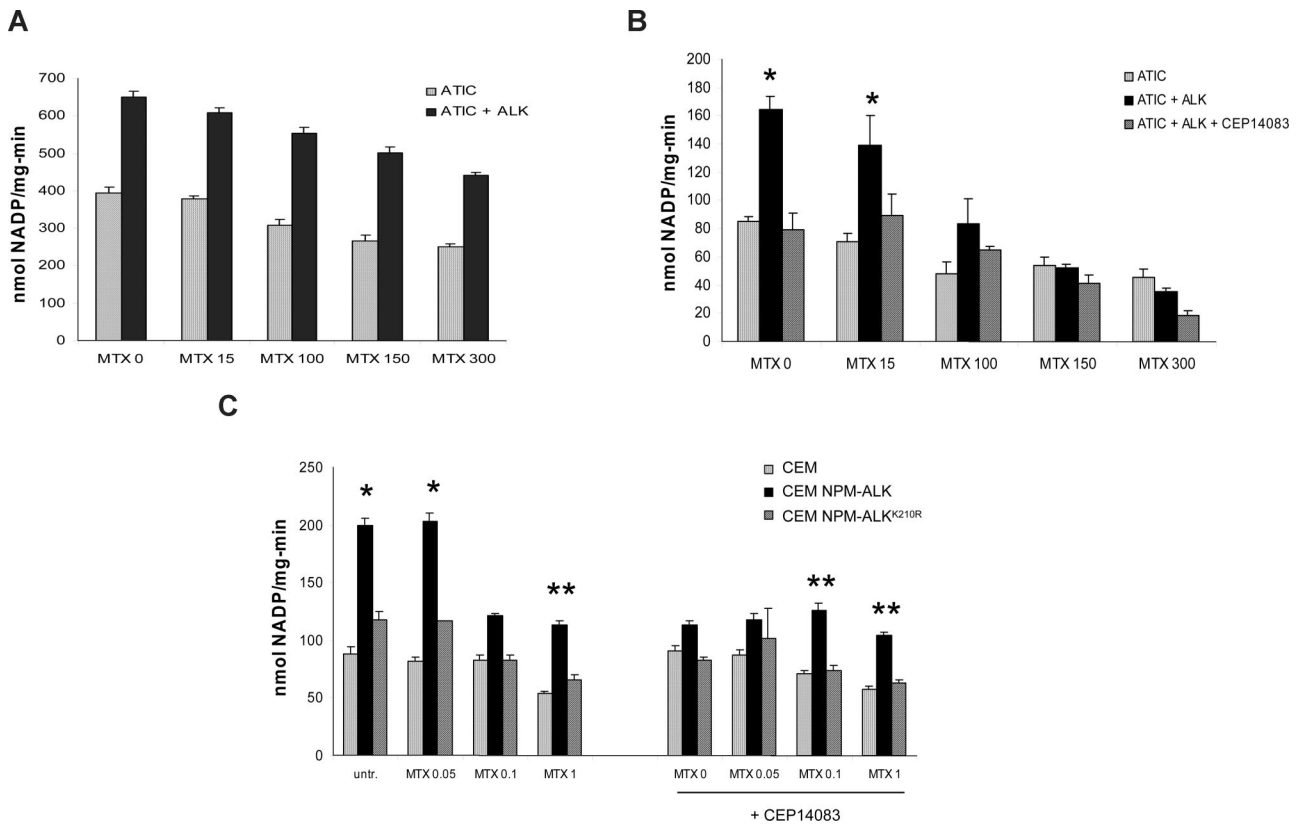 A
nmol NADP/mg-min
700
600
500
400
300
200
100
0
MTX 0 MTX 15 MTX 100 MTX 150 MTX 300
ATIC
ATIC + ALK
B
nmol NADP/mg-min
200
180
160
140
120
100
80
60
40
20
0
* *
MTX 0 MTX 15 MTX 100 MTX 150 MTX 300
ATIC
ATIC + ALK
ATIC + ALK + CEP14083
C
nmol NADP/mg-min
250
200
150
100
50
0
* * ** ** **
untr. MTX 0.05 MTX 0.1 MTX 1 MTX 0 MTX 0.05 MTX 0.1 MTX 1
+ CEP14083
CEM
CEM NPM-ALK
CEM NPM-ALK^K210R